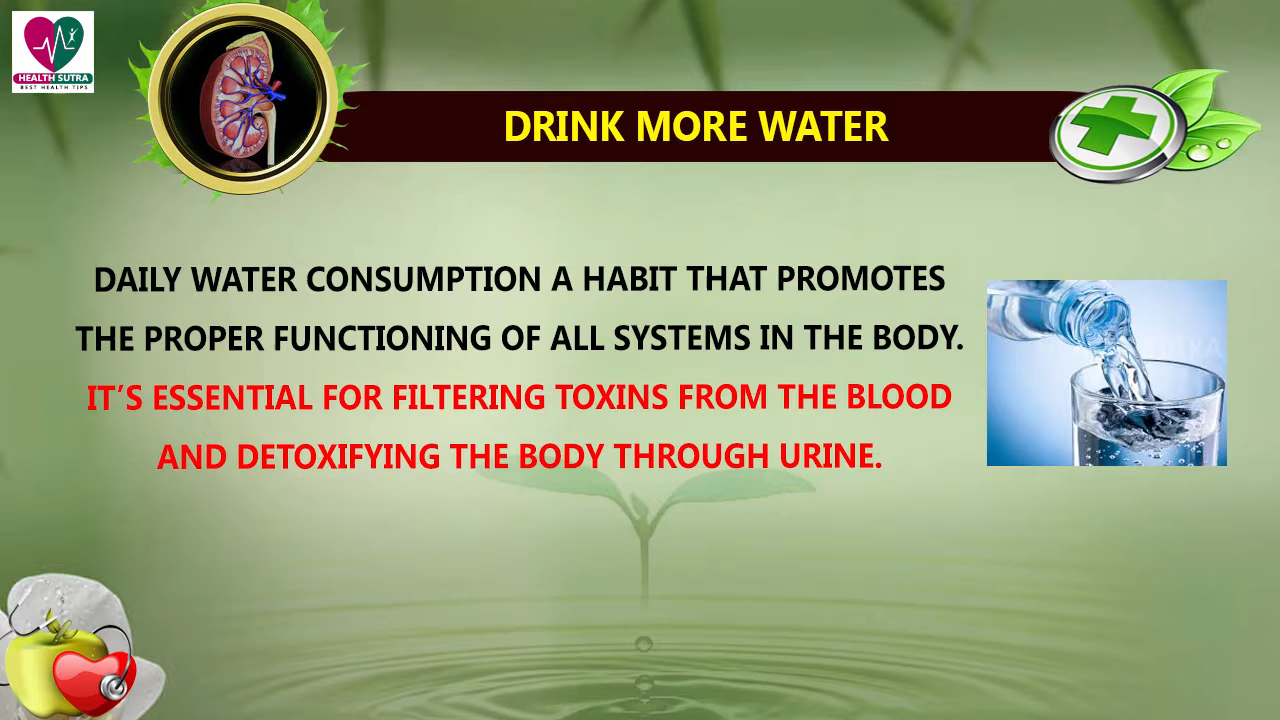 HEALTH SUTRA
BEST HEALTH TIPS
DRINK MORE WATER
DAILY WATER CONSUMPTION A HABIT THAT PROMOTES
THE PROPER FUNCTIONING OF ALL SYSTEMS IN THE BODY.
IT'S ESSENTIAL FOR FILTERING TOXINS FROM THE BLOOD
AND DETOXIFYING THE BODY THROUGH URINE.